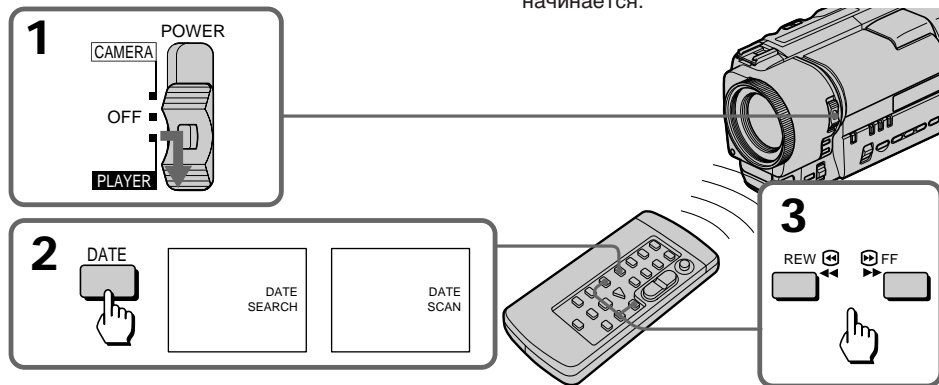 начинается.
1
POWER
CAMERA
OFF
PLAYER
2
DATE
DATE
SEARCH
DATE
SCAN
3
REW
FF